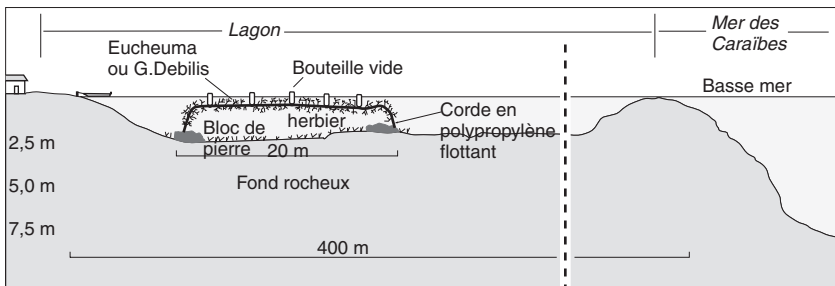 Lagon
Mer des
Caraïbes
Eucheuma
ou G.Debilis
Bouteille vide
Basse mer
herbier
Corde en
polypropylène
flottant
Bloc de
pierre
20 m
2,5 m
Fond rocheux
5,0 m
7,5 m
400 m